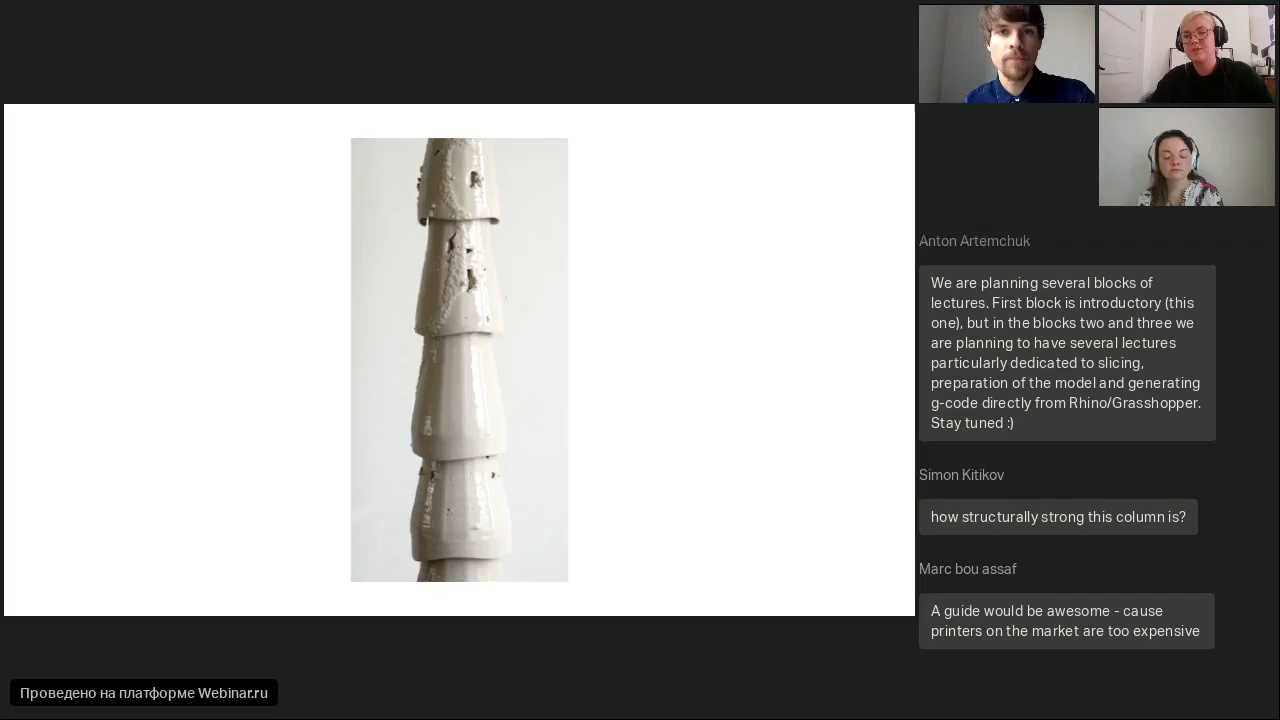 Anton Artemchuk
We are planning several blocks of
lectures. First block is introductory (this
one), but in the blocks two and three we
are planning to have several lectures
particularly dedicated to slicing,
preparation of the model and generating
g-code directly from Rhino/Grasshopper.
Stay tuned :)
Simon Kitikov
how structurally strong this column is?
Marc bou assaf
A guide would be awesome - cause
printers on the market are too expensive
Проведено на платформе Webinar.ru